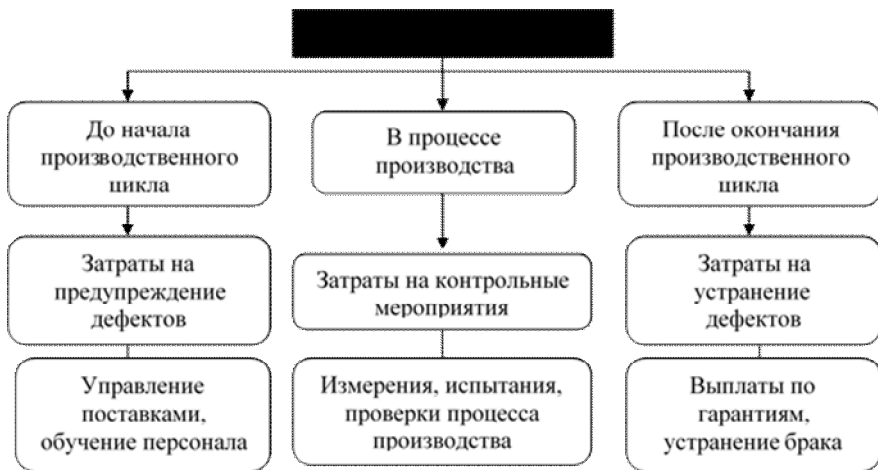 До начала
производственного
цикла
В процессе
производства
После окончания
производственного
цикла
Затраты на
предупреждение
дефектов
Затраты на контрольные
мероприятия
Затраты на
устранение
дефектов
Управление
поставками,
обучение персонала
Измерения, испытания,
проверки процесса
производства
Выплаты по
гарантиям,
устранение брака